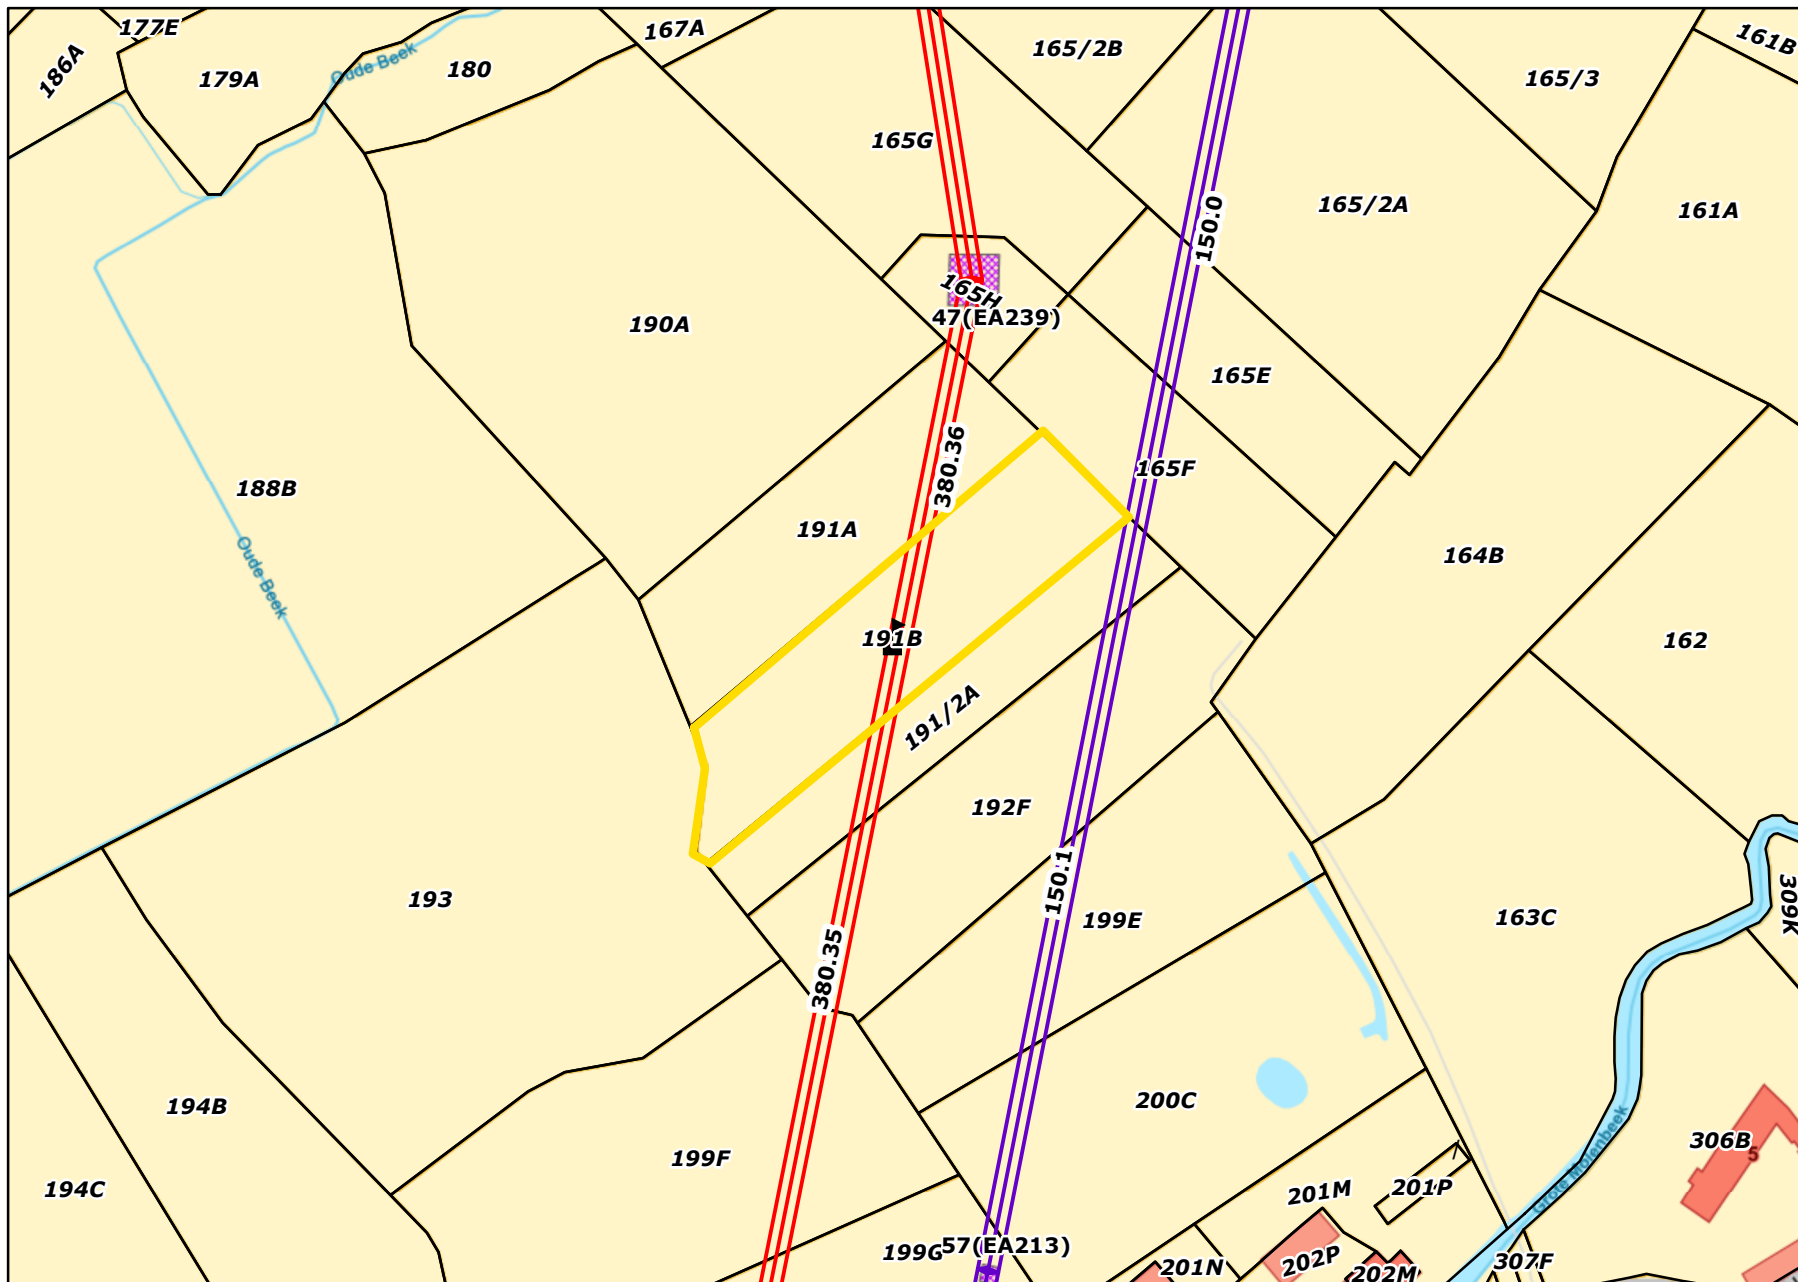 177E
167A
165/2B
161B
186A
179A
Oude Beek
180
165/3
165G
165/2A
161A
150.0
165H
47(EA239)
190A
165E
380.36
165F
188B
191A
164B
Oude Beek
191B
162
191/2A
192F
150.1
193
199E
163C
309K
380.35
200C
194B
Grote Molenbeek
306B
5
199F
194C
201M
201P
199G
57(EA213)
202P
201N
202M
307F